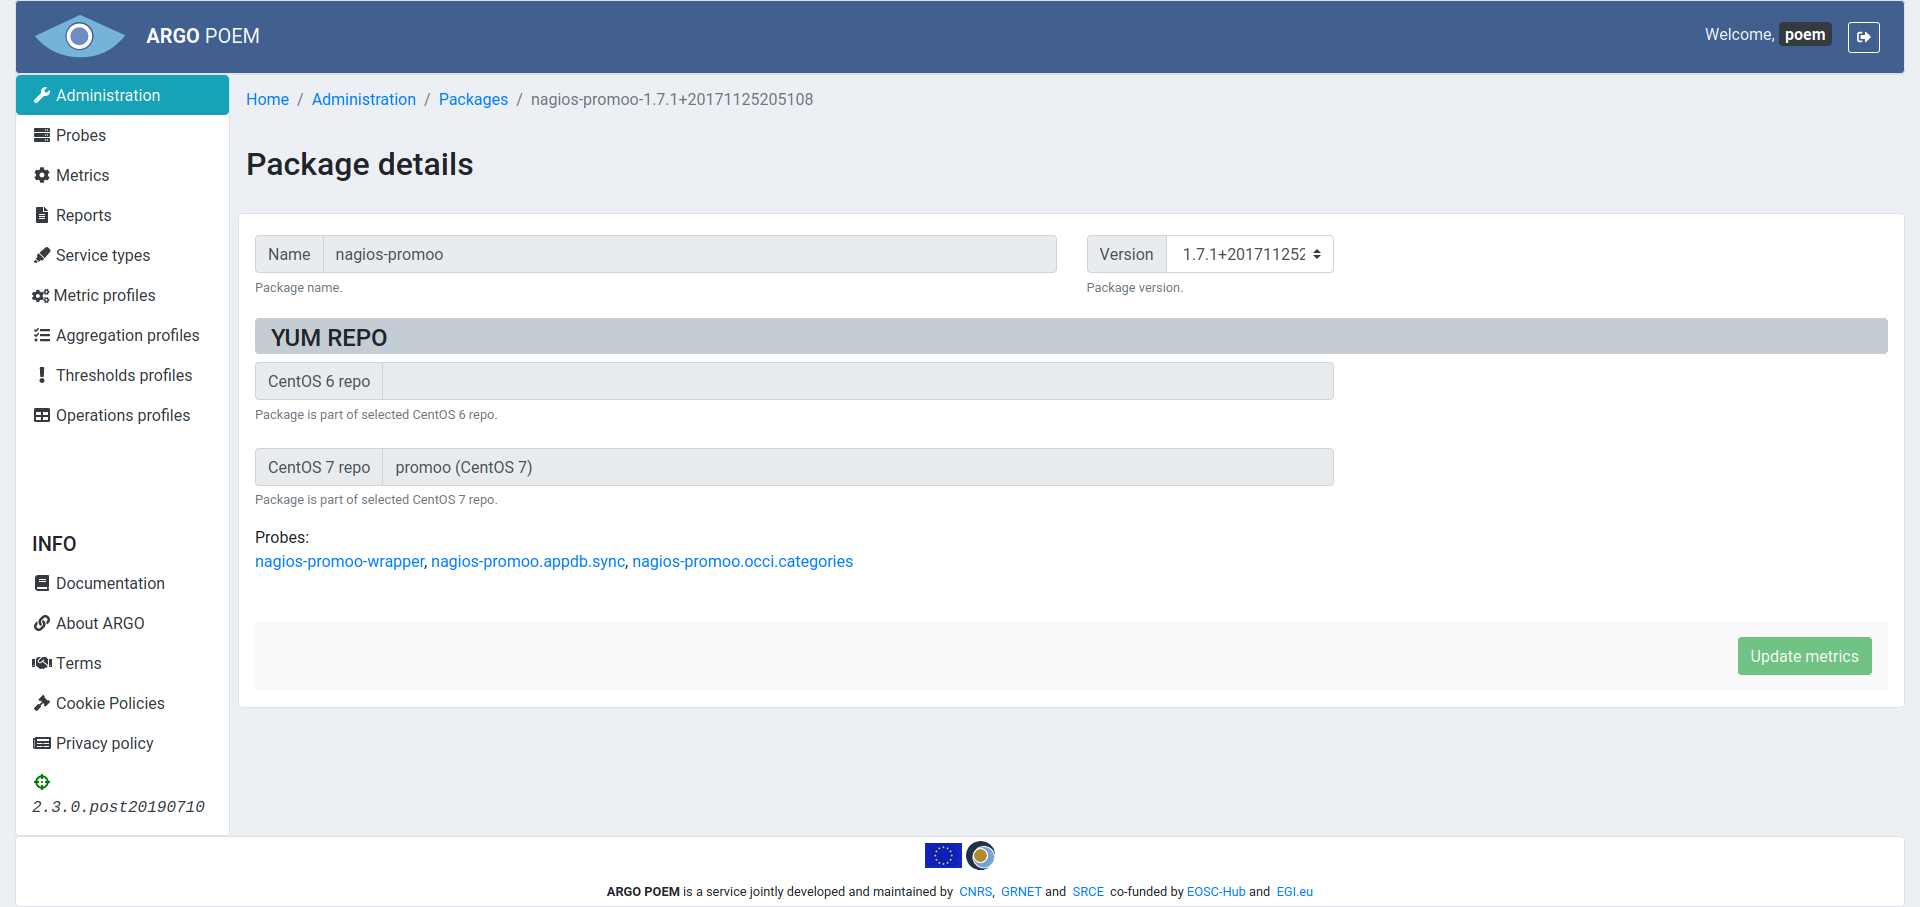 ARGO POEM
Welcome, poem
Administration
Probes
Metrics
Reports
Service types
Metric profiles
Aggregation profiles
Thresholds profiles
Operations profiles
INFO
Documentation
About ARGO
Terms
Cookie Policies
Privacy policy
2.3.0.post20190710
Home / Administration / Packages / nagios-promoo-1.7.1+20171125205108
Package details
Name nagios-promoo Version 1.7.1+201711252
Package name. Package version.
YUM REPO
CentOS 6 repo
Package is part of selected CentOS 6 repo.
CentOS 7 repo promoo (CentOS 7)
Package is part of selected CentOS 7 repo.
Probes:
nagios-promoo-wrapper, nagios-promoo.appdb.sync, nagios-promoo.occi.categories
Update metrics
ARGO POEM is a service jointly developed and maintained by CNRS, GRNET and SRCE co-funded by EOSC-Hub and EGI.eu